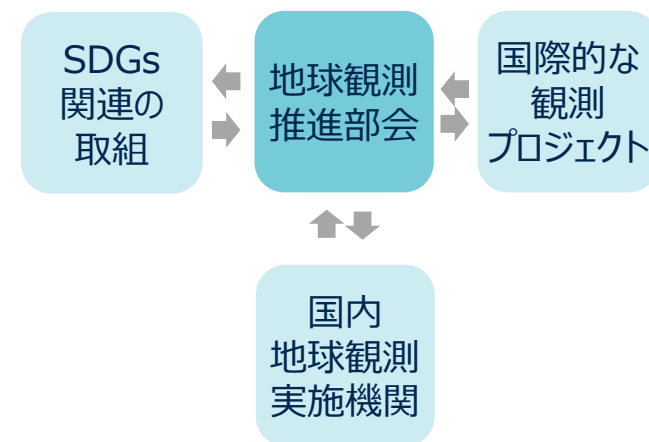 SDGs
関連の
取組
地球観測
推進部会
国際的な
観測
プロジェクト
国内
地球観測
実施機関